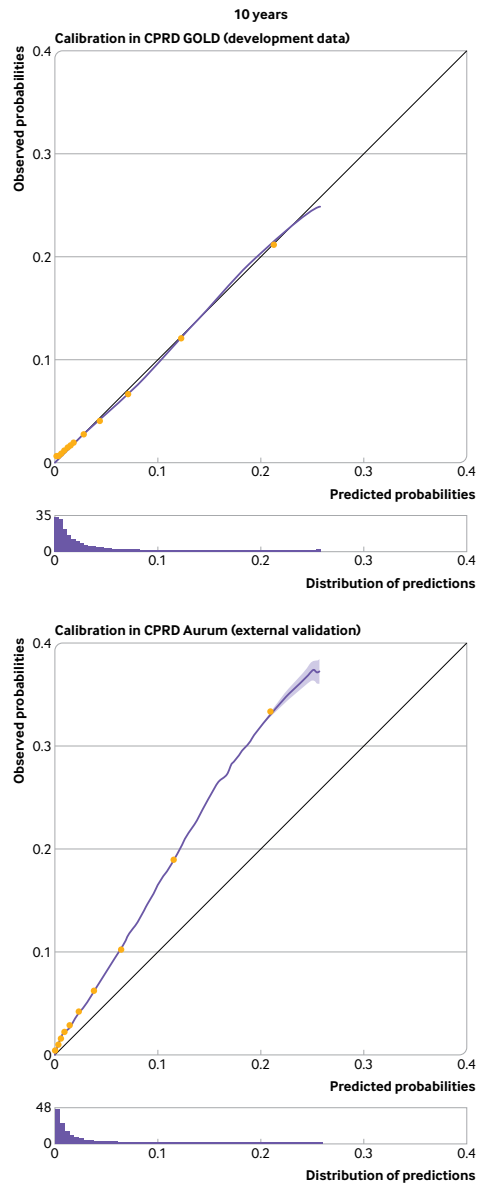 10 years
Calibration in CPRD GOLD (development data)
Observed probabilities
0.4
0.3
0.2
0.1
0
0 0.1 0.2 0.3 0.4
Predicted probabilities
35
0
0 0.1 0.2 0.3 0.4
Distribution of predictions
Calibration in CPRD Aurum (external validation)
Observed probabilities
0.4
0.3
0.2
0.1
0
0 0.1 0.2 0.3 0.4
Predicted probabilities
48
0
0 0.1 0.2 0.3 0.4
Distribution of predictions